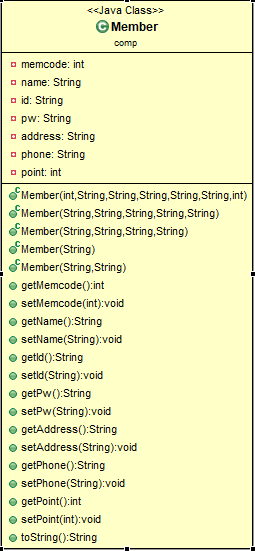 <<Java Class>>
Member
comp
memcode: int
name: String
id: String
pw: String
address: String
phone: String
point: int
Member(int,String,String,String,String,String,int)
Member(String,String,String,String,String)
Member(String,String,String,String)
Member(String)
Member(String,String)
getMemcode():int
setMemcode(int):void
getName():String
setName(String):void
getId():String
setId(String):void
getPw():String
setPw(String):void
getAddress():String
setAddress(String):void
getPhone():String
setPhone(String):void
getPoint():int
setPoint(int):void
toString():String